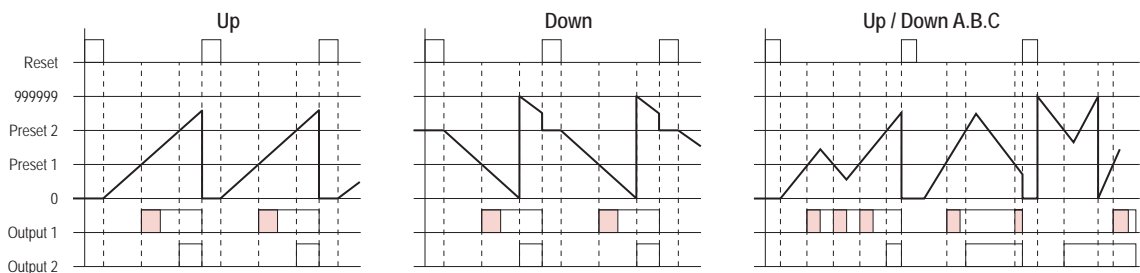 Up
Down
Up / Down A.B.C
Reset
999999
Preset 2
Preset 1
0
Output 1
Output 2